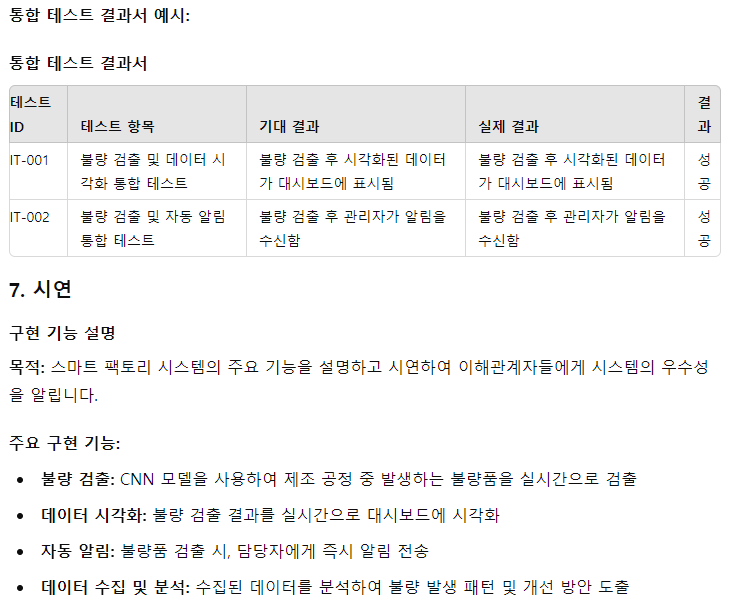 통합 테스트 결과서 예시:
통합 테스트 결과서
테스트 ID 테스트 항목 기대 결과 실제 결과 결과
IT-001 불량 검출 및 데이터 시각화 통합 테스트 불량 검출 후 시각화된 데이터가 대시보드에 표시됨 불량 검출 후 시각화된 데이터가 대시보드에 표시됨 성공
IT-002 불량 검출 및 자동 알림 통합 테스트 불량 검출 후 관리자가 알림을 수신함 불량 검출 후 관리자가 알림을 수신함 성공
7. 시연
구현 기능 설명
목적: 스마트 팩토리 시스템의 주요 기능을 설명하고 시연하여 이해관계자들에게 시스템의 우수성
을 알립니다.
주요 구현 기능:
• 불량 검출: CNN 모델을 사용하여 제조 공정 중 발생하는 불량품을 실시간으로 검출
• 데이터 시각화: 불량 검출 결과를 실시간으로 대시보드에 시각화
• 자동 알림: 불량품 검출 시, 담당자에게 즉시 알림 전송
• 데이터 수집 및 분석: 수집된 데이터를 분석하여 불량 발생 패턴 및 개선 방안 도출